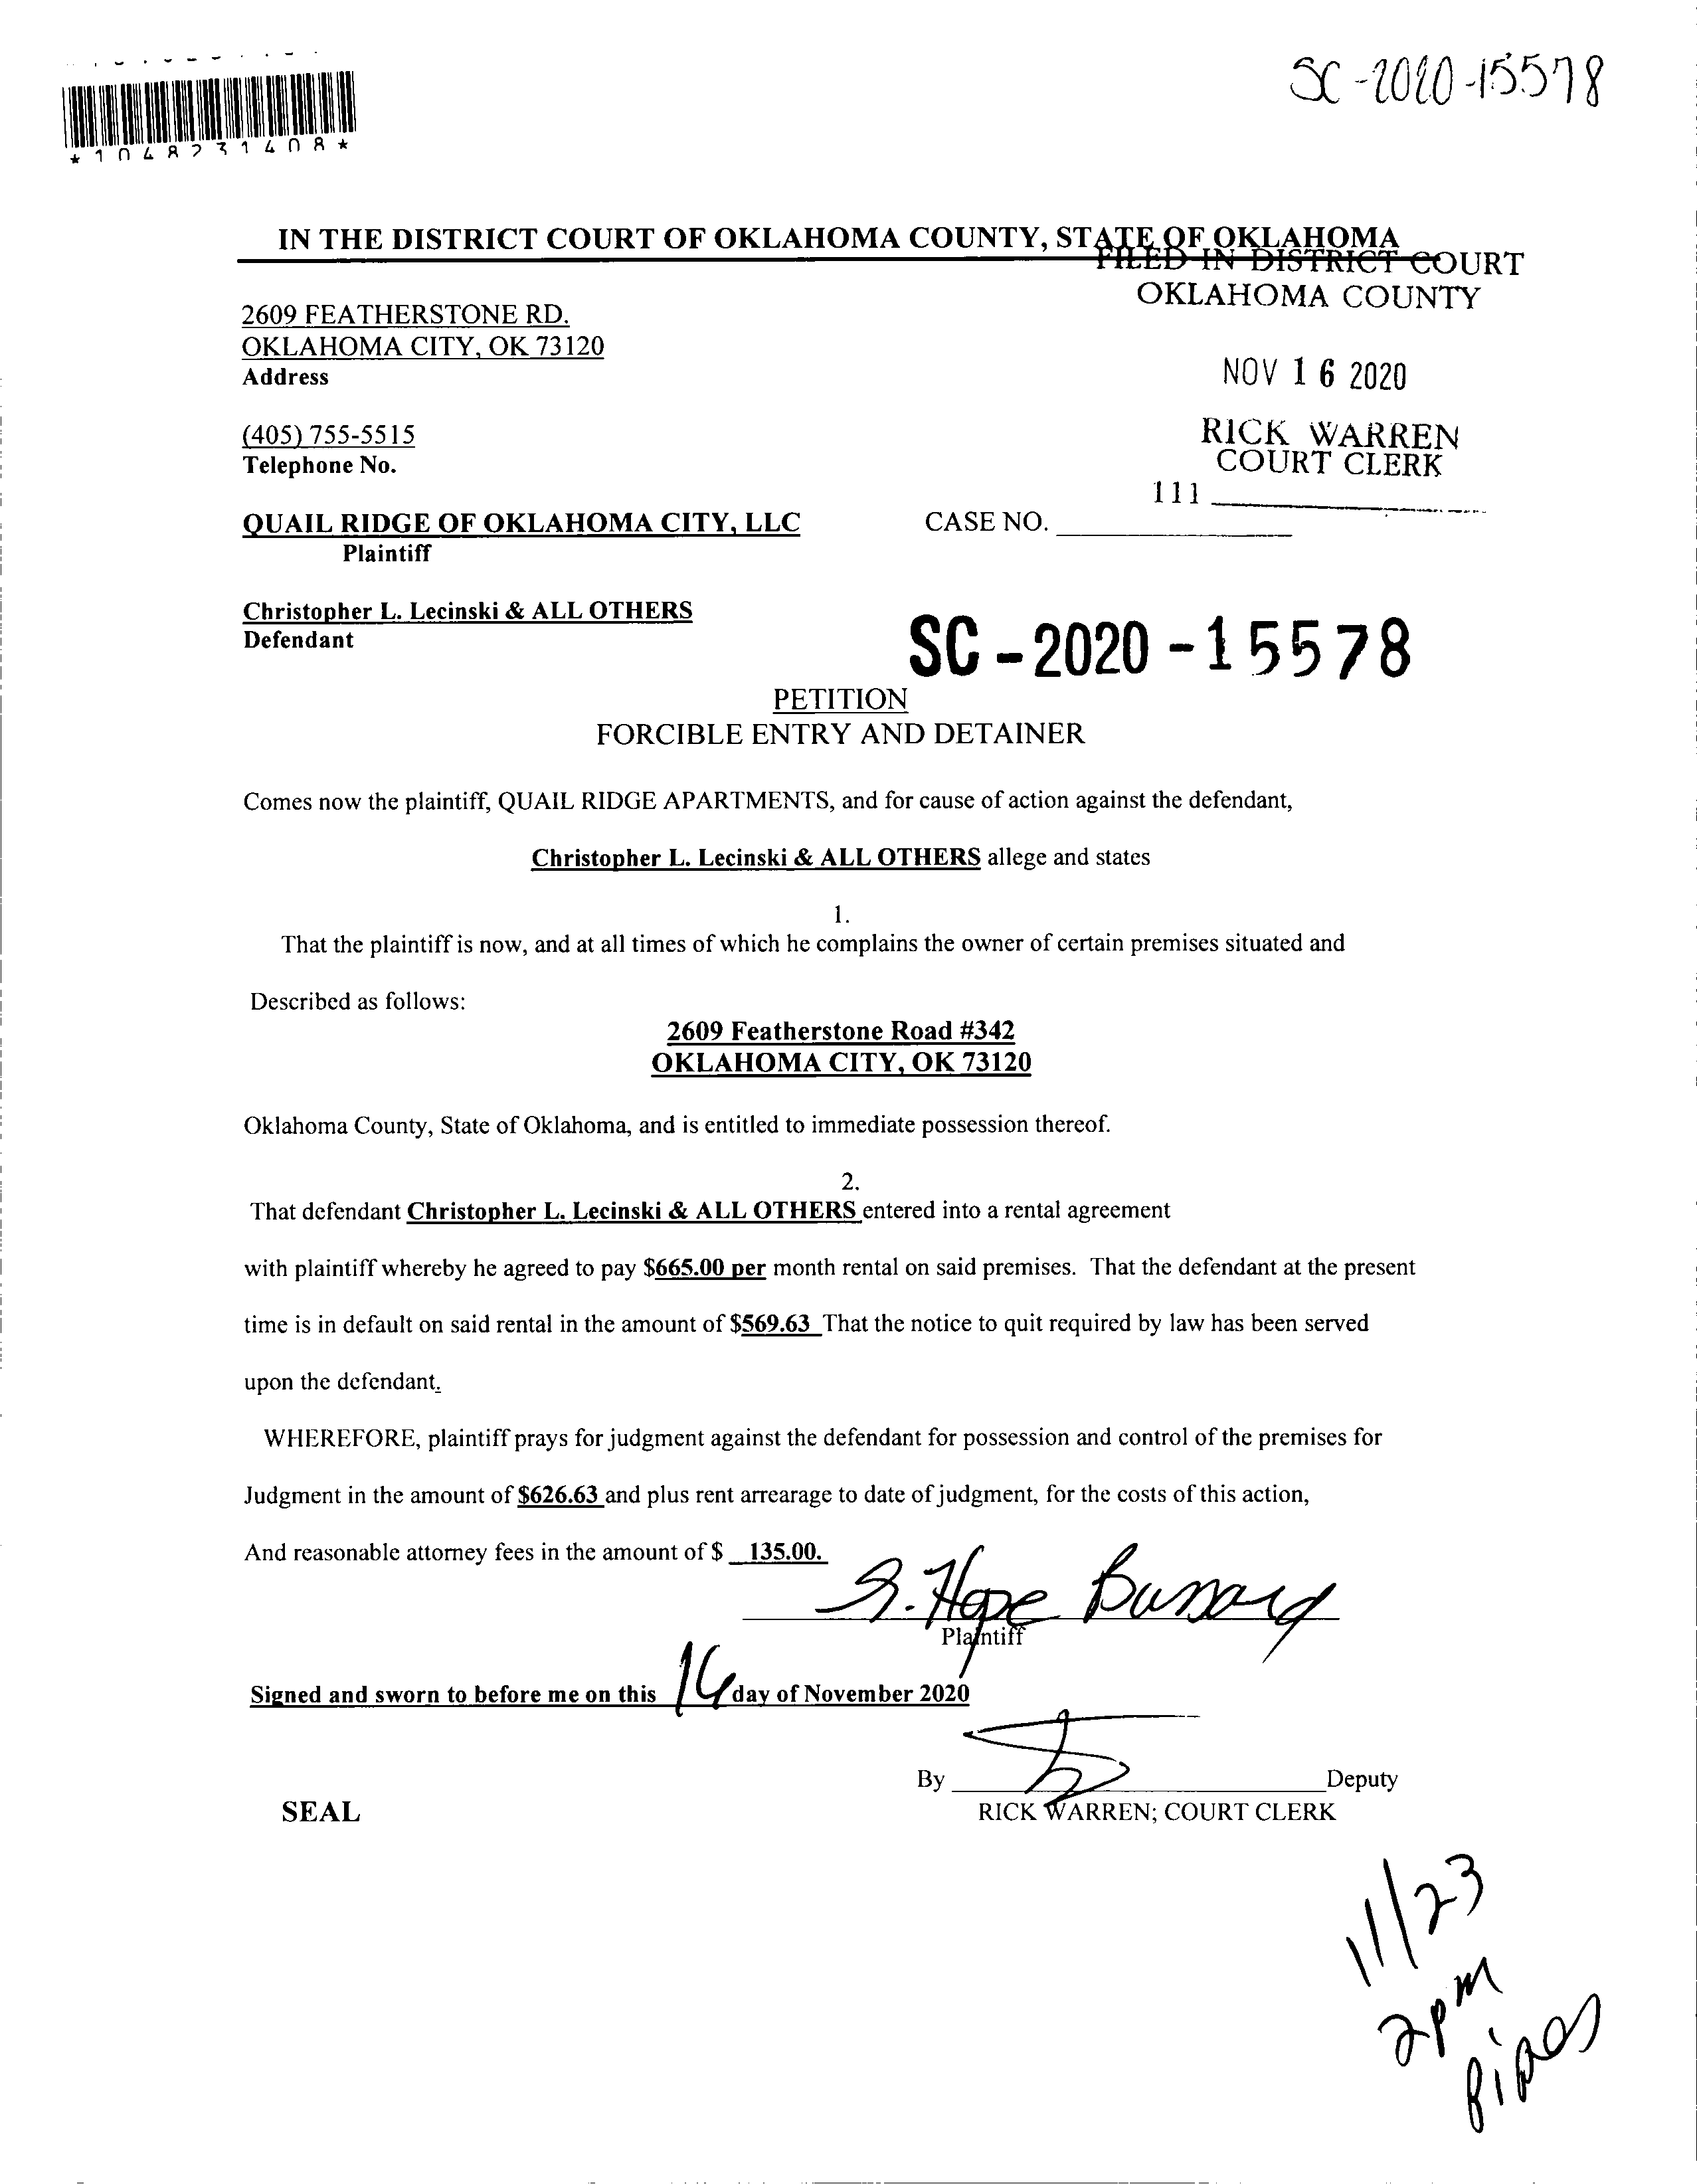 SC-2020-15578
*1048231408*
IN THE DISTRICT COURT OF OKLAHOMA COUNTY, STATE OF OKLAHOMA
FILED IN DISTRICT COURT
OKLAHOMA COUNTY
2609 FEATHERSTONE RD.
OKLAHOMA CITY, OK 73120
Address
NOV 16 2020
(405) 755-5515
Telephone No.
RICK WARREN
COURT CLERK
111
QUAIL RIDGE OF OKLAHOMA CITY, LLC
CASE NO.
Plaintiff
Christopher L. Lecinski & ALL OTHERS
Defendant
SC-2020-15578
PETITION
FORCIBLE ENTRY AND DETAINER
Comes now the plaintiff, QUAIL RIDGE APARTMENTS, and for cause of action against the defendant,
Christopher L. Lecinski & ALL OTHERS allege and states
1.
That the plaintiff is now, and at all times of which he complains the owner of certain premises situated and
Described as follows:
2609 Featherstone Road #342
OKLAHOMA CITY, OK 73120
Oklahoma County, State of Oklahoma, and is entitled to immediate possession thereof.
2.
That defendant Christopher L. Lecinski & ALL OTHERS entered into a rental agreement
with plaintiff whereby he agreed to pay $665.00 per month rental on said premises. That the defendant at the present
time is in default on said rental in the amount of $569.63 That the notice to quit required by law has been served
upon the defendant.
WHEREFORE, plaintiff prays for judgment against the defendant for possession and control of the premises for
Judgment in the amount of $626.63 and plus rent arrearage to date of judgment, for the costs of this action,
And reasonable attorney fees in the amount of $ 135.00.
Hope
Plaintiff
Signed and sworn to before me on this 16 day of November 2020
By Deputy
SEAL
RICK WARREN; COURT CLERK
11/23
2pm